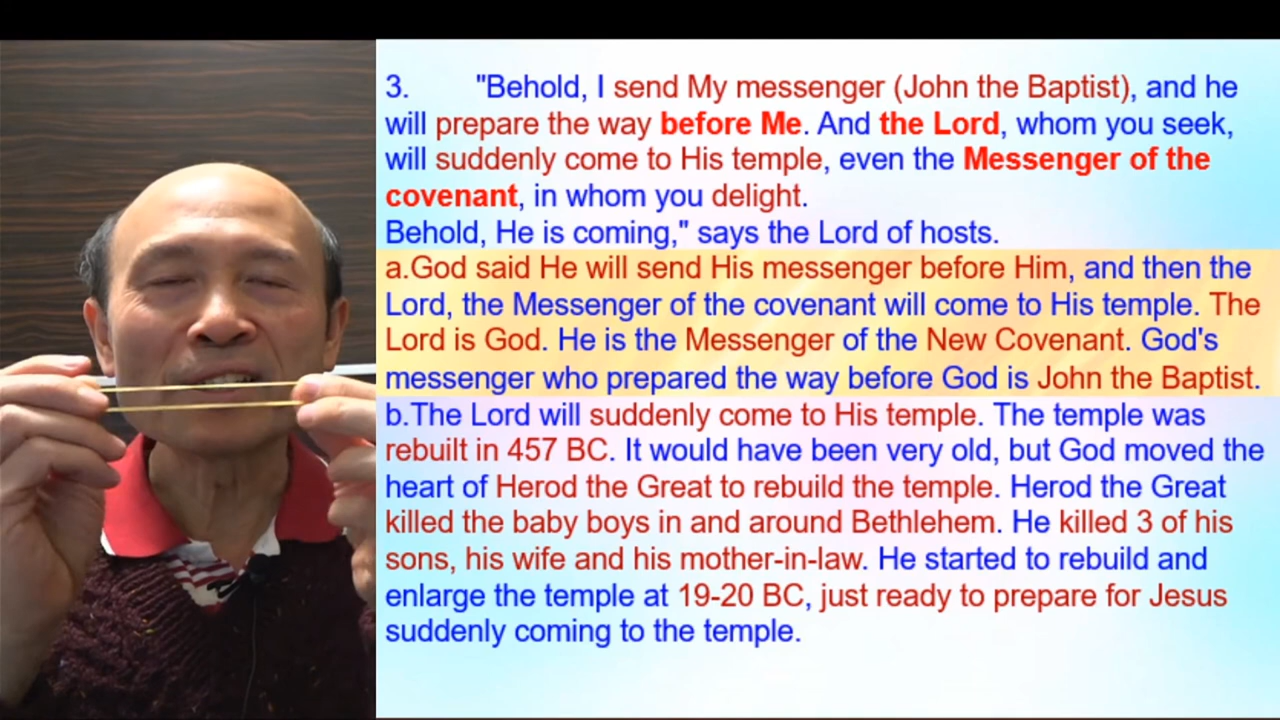 3. "Behold, I send My messenger (John the Baptist), and he
will prepare the way before Me. And the Lord, whom you seek,
will suddenly come to His temple, even the Messenger of the
covenant, in whom you delight.
Behold, He is coming," says the Lord of hosts.
a.God said He will send His messenger before Him, and then the
Lord, the Messenger of the covenant will come to His temple. The
Lord is God. He is the Messenger of the New Covenant. God's
messenger who prepared the way before God is John the Baptist.
b.The Lord will suddenly come to His temple. The temple was
rebuilt in 457 BC. It would have been very old, but God moved the
heart of Herod the Great to rebuild the temple. Herod the Great
killed the baby boys in and around Bethlehem. He killed 3 of his
sons, his wife and his mother-in-law. He started to rebuild and
enlarge the temple at 19-20 BC, just ready to prepare for Jesus
suddenly coming to the temple.